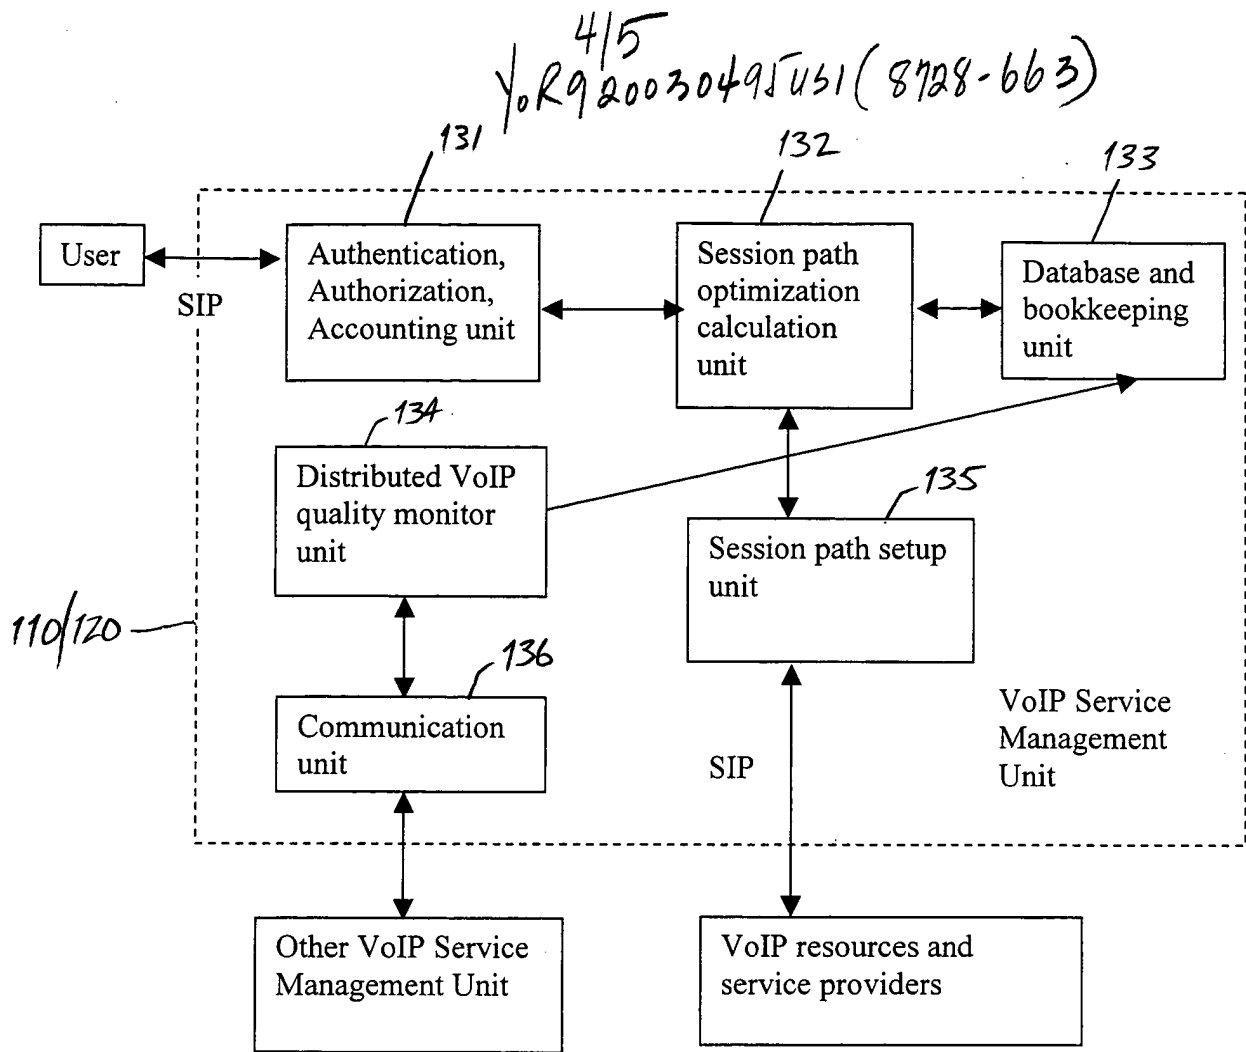 4/5
YoR920030495US1 (8728-663)
131
132
133
User
SIP
Authentication,
Authorization,
Accounting unit
Session path
optimization
calculation
unit
Database and
bookkeeping
unit
134
Distributed VoIP
quality monitor
unit
135
Session path setup
unit
110/120
136
Communication
unit
SIP
VoIP Service
Management
Unit
Other VoIP Service
Management Unit
VoIP resources and
service providers